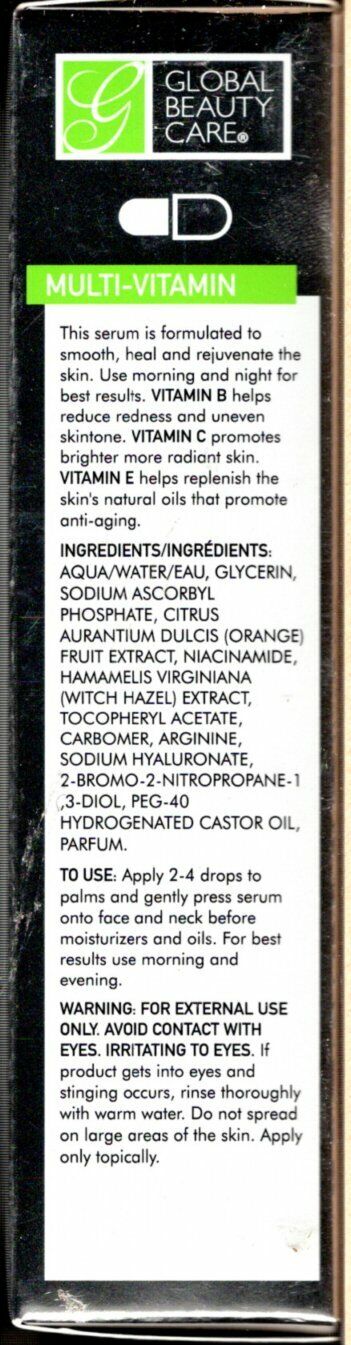 GLOBAL
BEAUTY
CARE®
MULTI-VITAMIN
This serum is formulated to
smooth, heal and rejuvenate the
skin. Use morning and night for
best results. VITAMIN B helps
reduce redness and uneven
skintone. VITAMIN C promotes
brighter more radiant skin.
VITAMIN E helps replenish the
skin's natural oils that promote
anti-aging.
INGREDIENTS/INGRÉDIENTS:
AQUA/WATER/EAU, GLYCERIN,
SODIUM ASCORBYL
PHOSPHATE, CITRUS
AURANTIUM DULCIS (ORANGE)
FRUIT EXTRACT, NIACINAMIDE,
HAMAMELIS VIRGINIANA
(WITCH HAZEL) EXTRACT,
TOCOPHERYL ACETATE,
CARBOMER, ARGININE,
SODIUM HYALURONATE,
2-BROMO-2-NITROPROPANE-1
,3-DIOL, PEG-40
HYDROGENATED CASTOR OIL,
PARFUM.
TO USE: Apply 2-4 drops to
palms and gently press serum
onto face and neck before
moisturizers and oils. For best
results use morning and
evening.
WARNING: FOR EXTERNAL USE
ONLY. AVOID CONTACT WITH
EYES. IRRITATING TO EYES. If
product gets into eyes and
stinging occurs, rinse thoroughly
with warm water. Do not spread
on large areas of the skin. Apply
only topically.